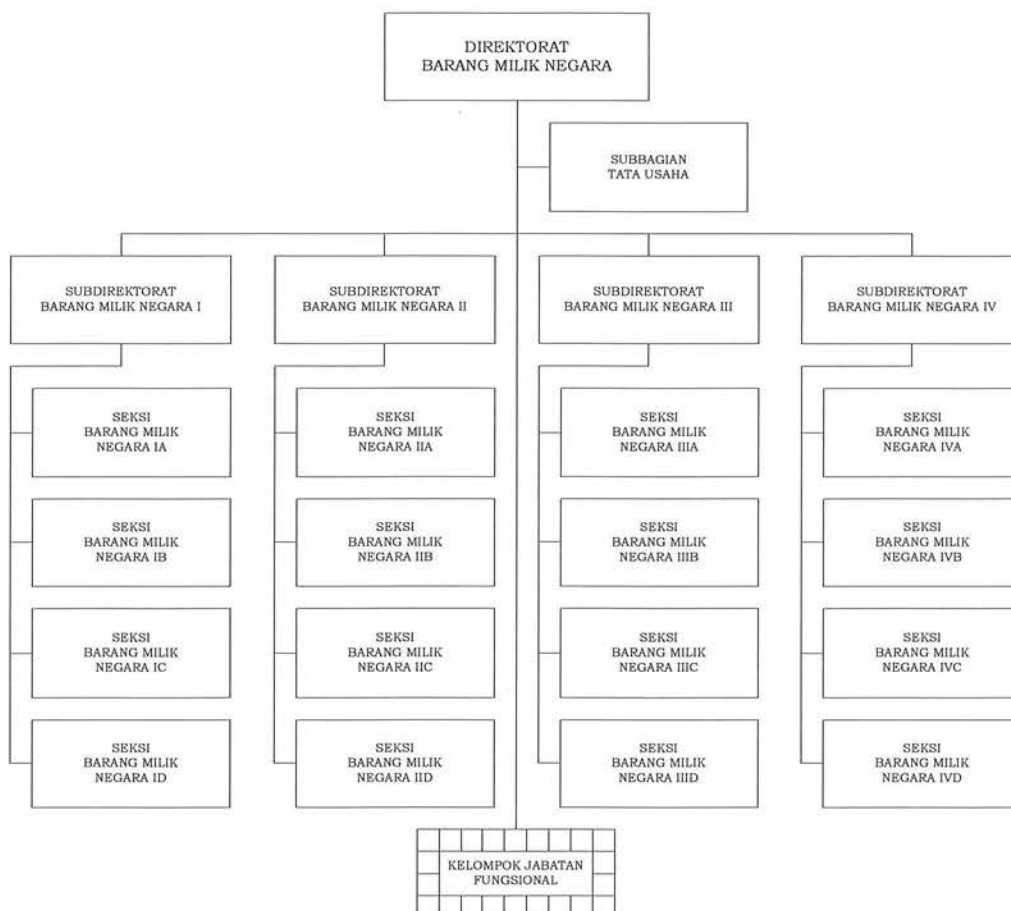 DIREKTORAT
BARANG MILIK NEGARA
SUBBAGIAN
TATA USAHA
SUBDIREKTORAT
BARANG MILIK NEGARA I
SUBDIREKTORAT
BARANG MILIK NEGARA II
SUBDIREKTORAT
BARANG MILIK NEGARA III
SUBDIREKTORAT
BARANG MILIK NEGARA IV
SEKSI
BARANG MILIK
NEGARA IA
SEKSI
BARANG MILIK
NEGARA IIA
SEKSI
BARANG MILIK
NEGARA IIIA
SEKSI
BARANG MILIK
NEGARA IVA
SEKSI
BARANG MILIK
NEGARA IB
SEKSI
BARANG MILIK
NEGARA IIB
SEKSI
BARANG MILIK
NEGARA IIIB
SEKSI
BARANG MILIK
NEGARA IVB
SEKSI
BARANG MILIK
NEGARA IC
SEKSI
BARANG MILIK
NEGARA IIC
SEKSI
BARANG MILIK
NEGARA IIIC
SEKSI
BARANG MILIK
NEGARA IVC
SEKSI
BARANG MILIK
NEGARA ID
SEKSI
BARANG MILIK
NEGARA IID
SEKSI
BARANG MILIK
NEGARA IIID
SEKSI
BARANG MILIK
NEGARA IVD
KELOMPOK JABATAN
FUNGSIONAL